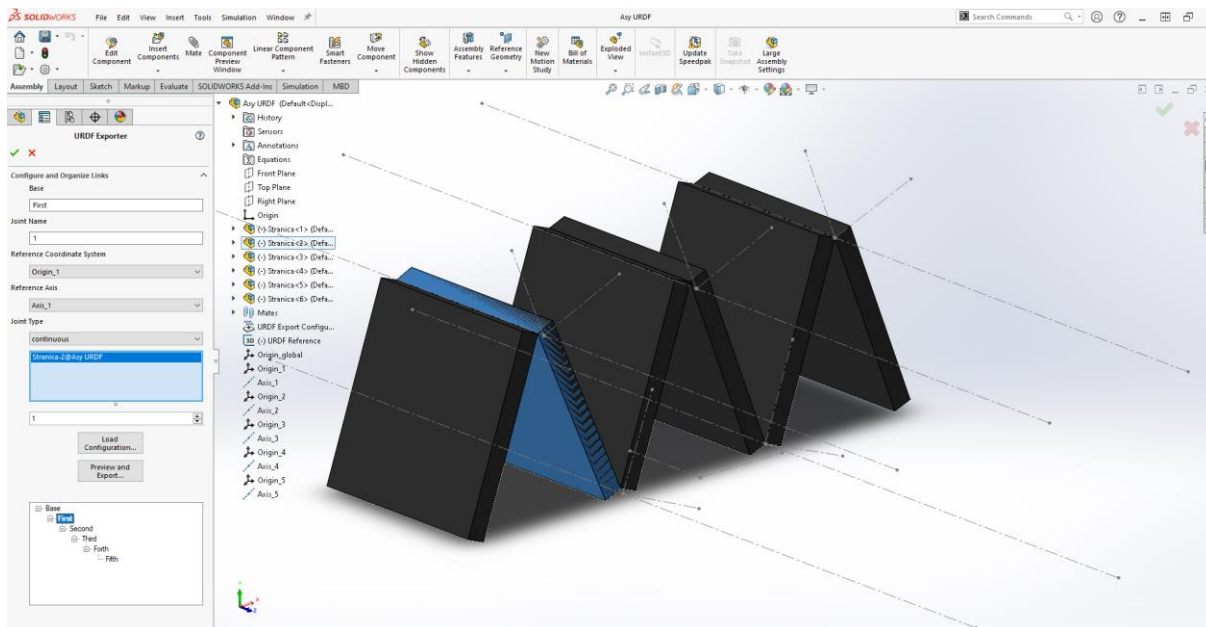 SOLIDWORKS File Edit View Insert Tools Simulation Window Asy URDF Search Commands
Edit Component
Insert Components
Mate
Component Preview Window
Linear Component Pattern
Smart Fasteners
Move Component
Show Hidden Components
Assembly Features
Reference Geometry
New Motion Study
Bill of Materials
Exploded View
Instant3D
Update Speedpak
Take Snapshot
Large Assembly Settings
Assembly Layout Sketch Markup Evaluate SOLIDWORKS Add-Ins Simulation MBD
URDF Exporter
Configure and Organize Links
Base
First
Joint Name
1
Reference Coordinate System
Origin_1
Reference Axis
Axis_1
Joint Type
continuous
Stranica-2@Asy URDF
1
Load
Configuration...
Preview and
Export...
Base
First
Second
Third
Forth
Fifth
Asy URDF (Default<Displ...
History
Sensors
Annotations
Equations
Front Plane
Top Plane
Right Plane
Origin
(-) Stranica<1> (Defa...
(-) Stranica<2> (Defa...
(-) Stranica<3> (Defa...
(-) Stranica<4> (Defa...
(-) Stranica<5> (Defa...
(-) Stranica<6> (Defa...
Mates
URDF Export Configu...
3D (-) URDF Reference
Origin_global
Origin_1
Axis_1
Origin_2
Axis_2
Origin_3
Axis_3
Origin_4
Axis_4
Origin_5
Axis_5